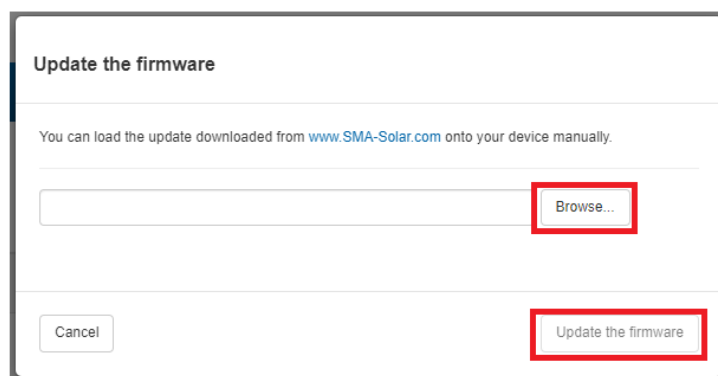 Update the firmware
You can load the update downloaded from www.SMA-Solar.com onto your device manually.
Browse...
Cancel
Update the firmware